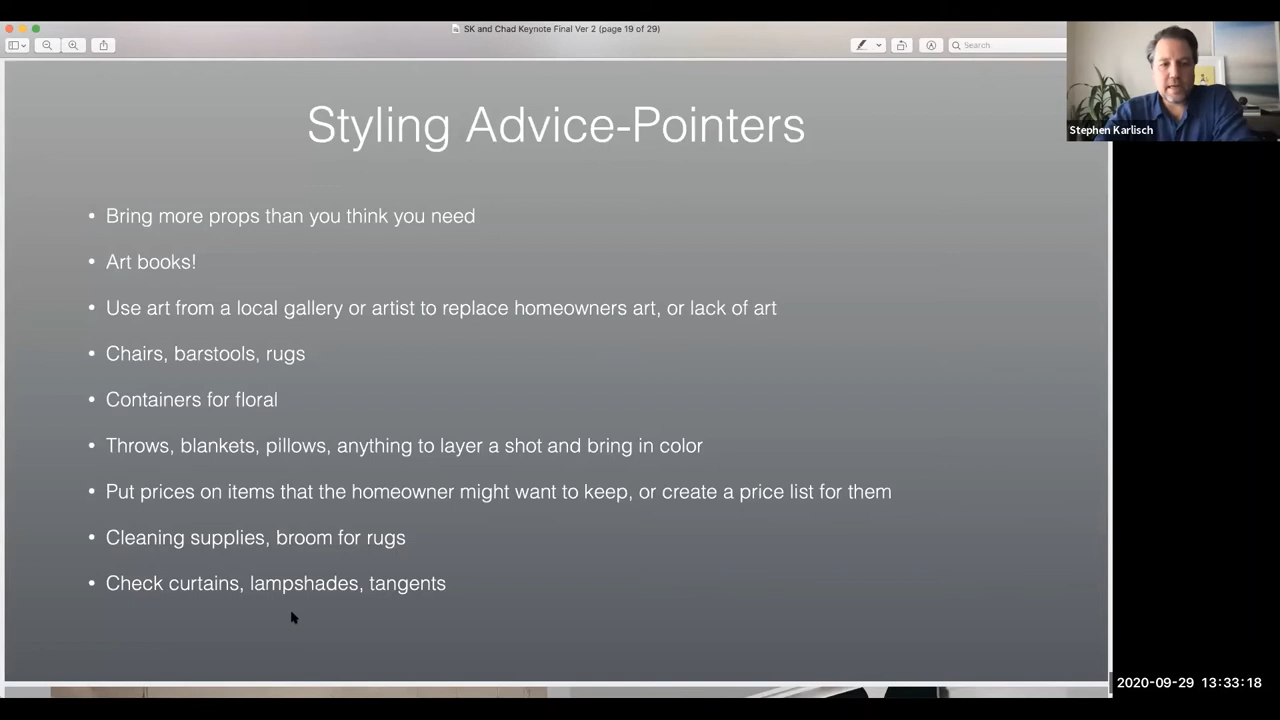 SK and Chad Keynote Final Ver 2 (page 19 of 29)
Search
Stephen Karlisch
Styling Advice-Pointers
• Bring more props than you think you need
• Art books!
• Use art from a local gallery or artist to replace homeowners art, or lack of art
• Chairs, barstools, rugs
• Containers for floral
• Throws, blankets, pillows, anything to layer a shot and bring in color
• Put prices on items that the homeowner might want to keep, or create a price list for them
• Cleaning supplies, broom for rugs
• Check curtains, lampshades, tangents
2020-09-29 13:33:18